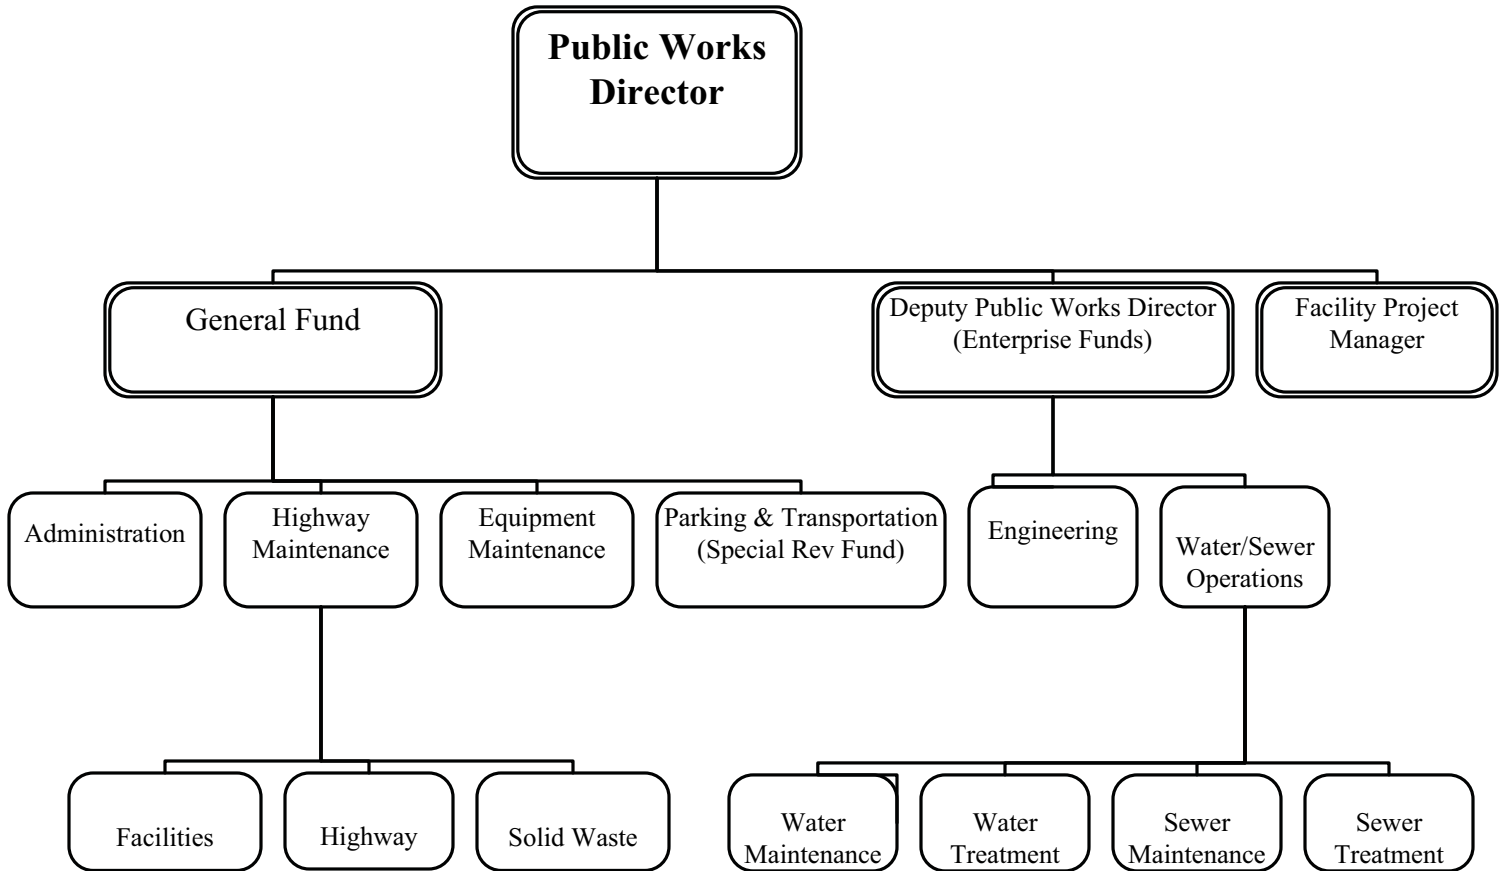 Public Works
Director
General Fund
Deputy Public Works Director
(Enterprise Funds)
Facility Project
Manager
Administration
Highway
Maintenance
Equipment
Maintenance
Parking & Transportation
(Special Rev Fund)
Engineering
Water/Sewer
Operations
Facilities
Highway
Solid Waste
Water
Maintenance
Water
Treatment
Sewer
Maintenance
Sewer
Treatment